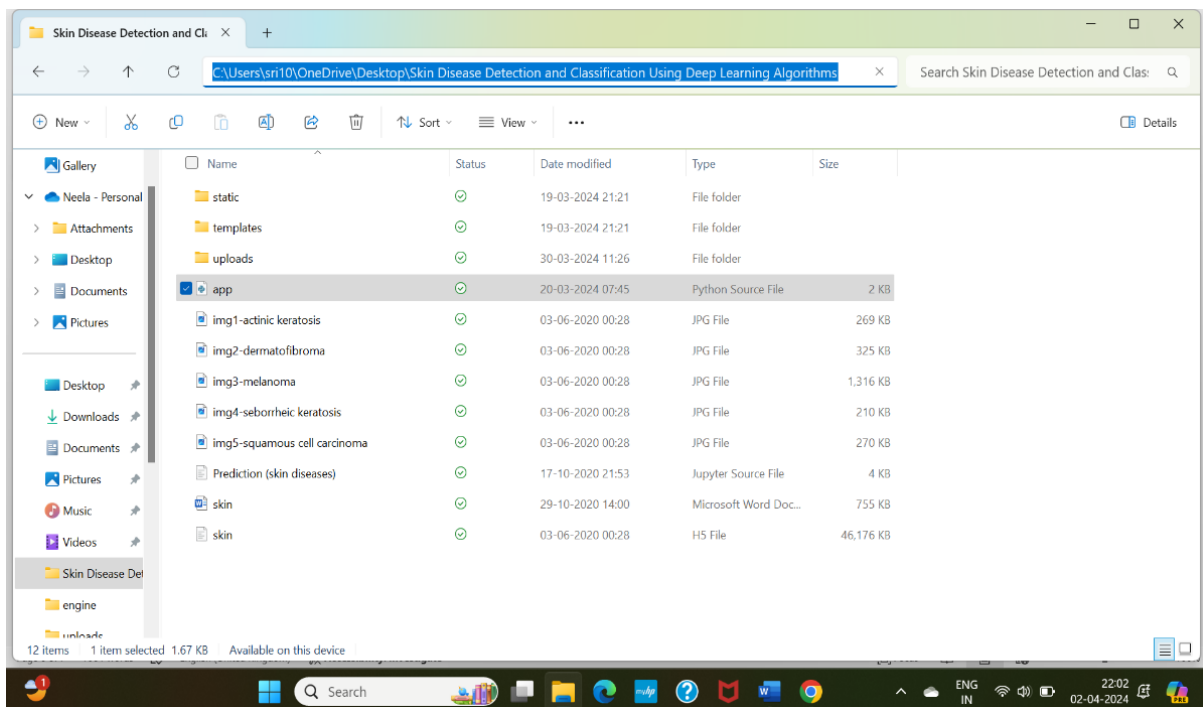 Skin Disease Detection and Cla
C:\Users\sri10\OneDrive\Desktop\Skin Disease Detection and Classification Using Deep Learning Algorithms
Search Skin Disease Detection and Clas
New
Sort
View
Details
Gallery
Neela - Personal
Attachments
Desktop
Documents
Pictures
Desktop
Downloads
Documents
Pictures
Music
Videos
Skin Disease Det
engine
uploads
Name Status Date modified Type Size
static 19-03-2024 21:21 File folder
templates 19-03-2024 21:21 File folder
uploads 30-03-2024 11:26 File folder
app 20-03-2024 07:45 Python Source File 2 KB
img1-actinic keratosis 03-06-2020 00:28 JPG File 269 KB
img2-dermatofibroma 03-06-2020 00:28 JPG File 325 KB
img3-melanoma 03-06-2020 00:28 JPG File 1,316 KB
img4-seborrheic keratosis 03-06-2020 00:28 JPG File 210 KB
img5-squamous cell carcinoma 03-06-2020 00:28 JPG File 270 KB
Prediction (skin diseases) 17-10-2020 21:53 Jupyter Source File 4 KB
skin 29-10-2020 14:00 Microsoft Word Doc... 755 KB
skin 03-06-2020 00:28 H5 File 46,176 KB
12 items 1 item selected 1.67 KB Available on this device
1
Search
myhp
W
ENG
IN
22:02
02-04-2024
PRE